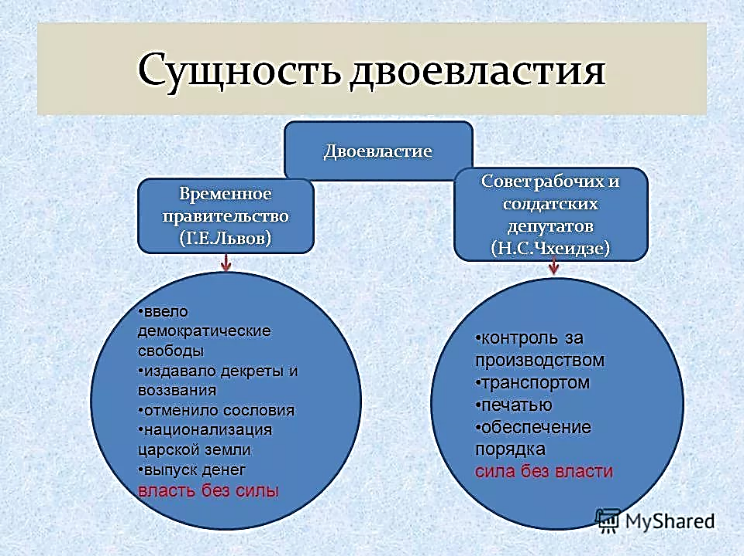 Сущность двоевластия
Двоевластие
Временное
правительство
(Г.Е.Львов)
Совет рабочих и
солдатских
депутатов
(Н.С.Чхеидзе)
•ввело
демократические
свободы
•издавало декреты и
воззвания
•отменило сословия
•национализация
царской земли
•выпуск денег
власть без силы
•контроль за
производством
•транспортом
•печатью
•обеспечение
порядка
сила без власти
MyShared